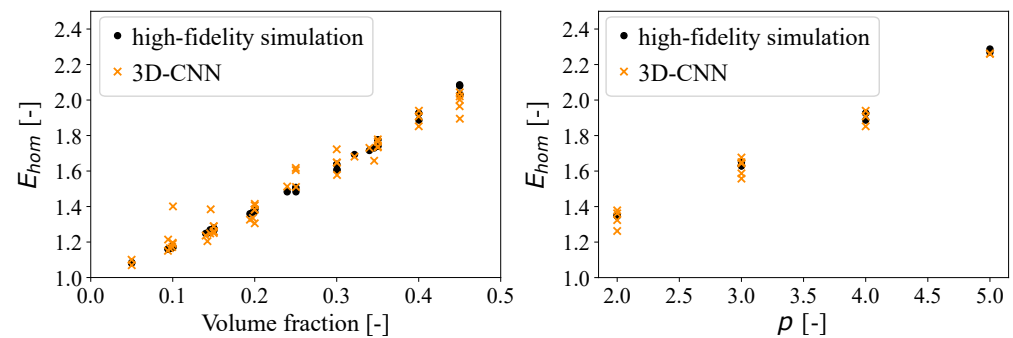 2.4
2.2
2.0
1.8
1.6
1.4
1.2
1.0
E_hom [-]
high-fidelity simulation
3D-CNN
0.0 0.1 0.2 0.3 0.4 0.5
Volume fraction [-]
2.4
2.2
2.0
1.8
1.6
1.4
1.2
1.0
E_hom [-]
high-fidelity simulation
3D-CNN
2.0 2.5 3.0 3.5 4.0 4.5 5.0
p [-]